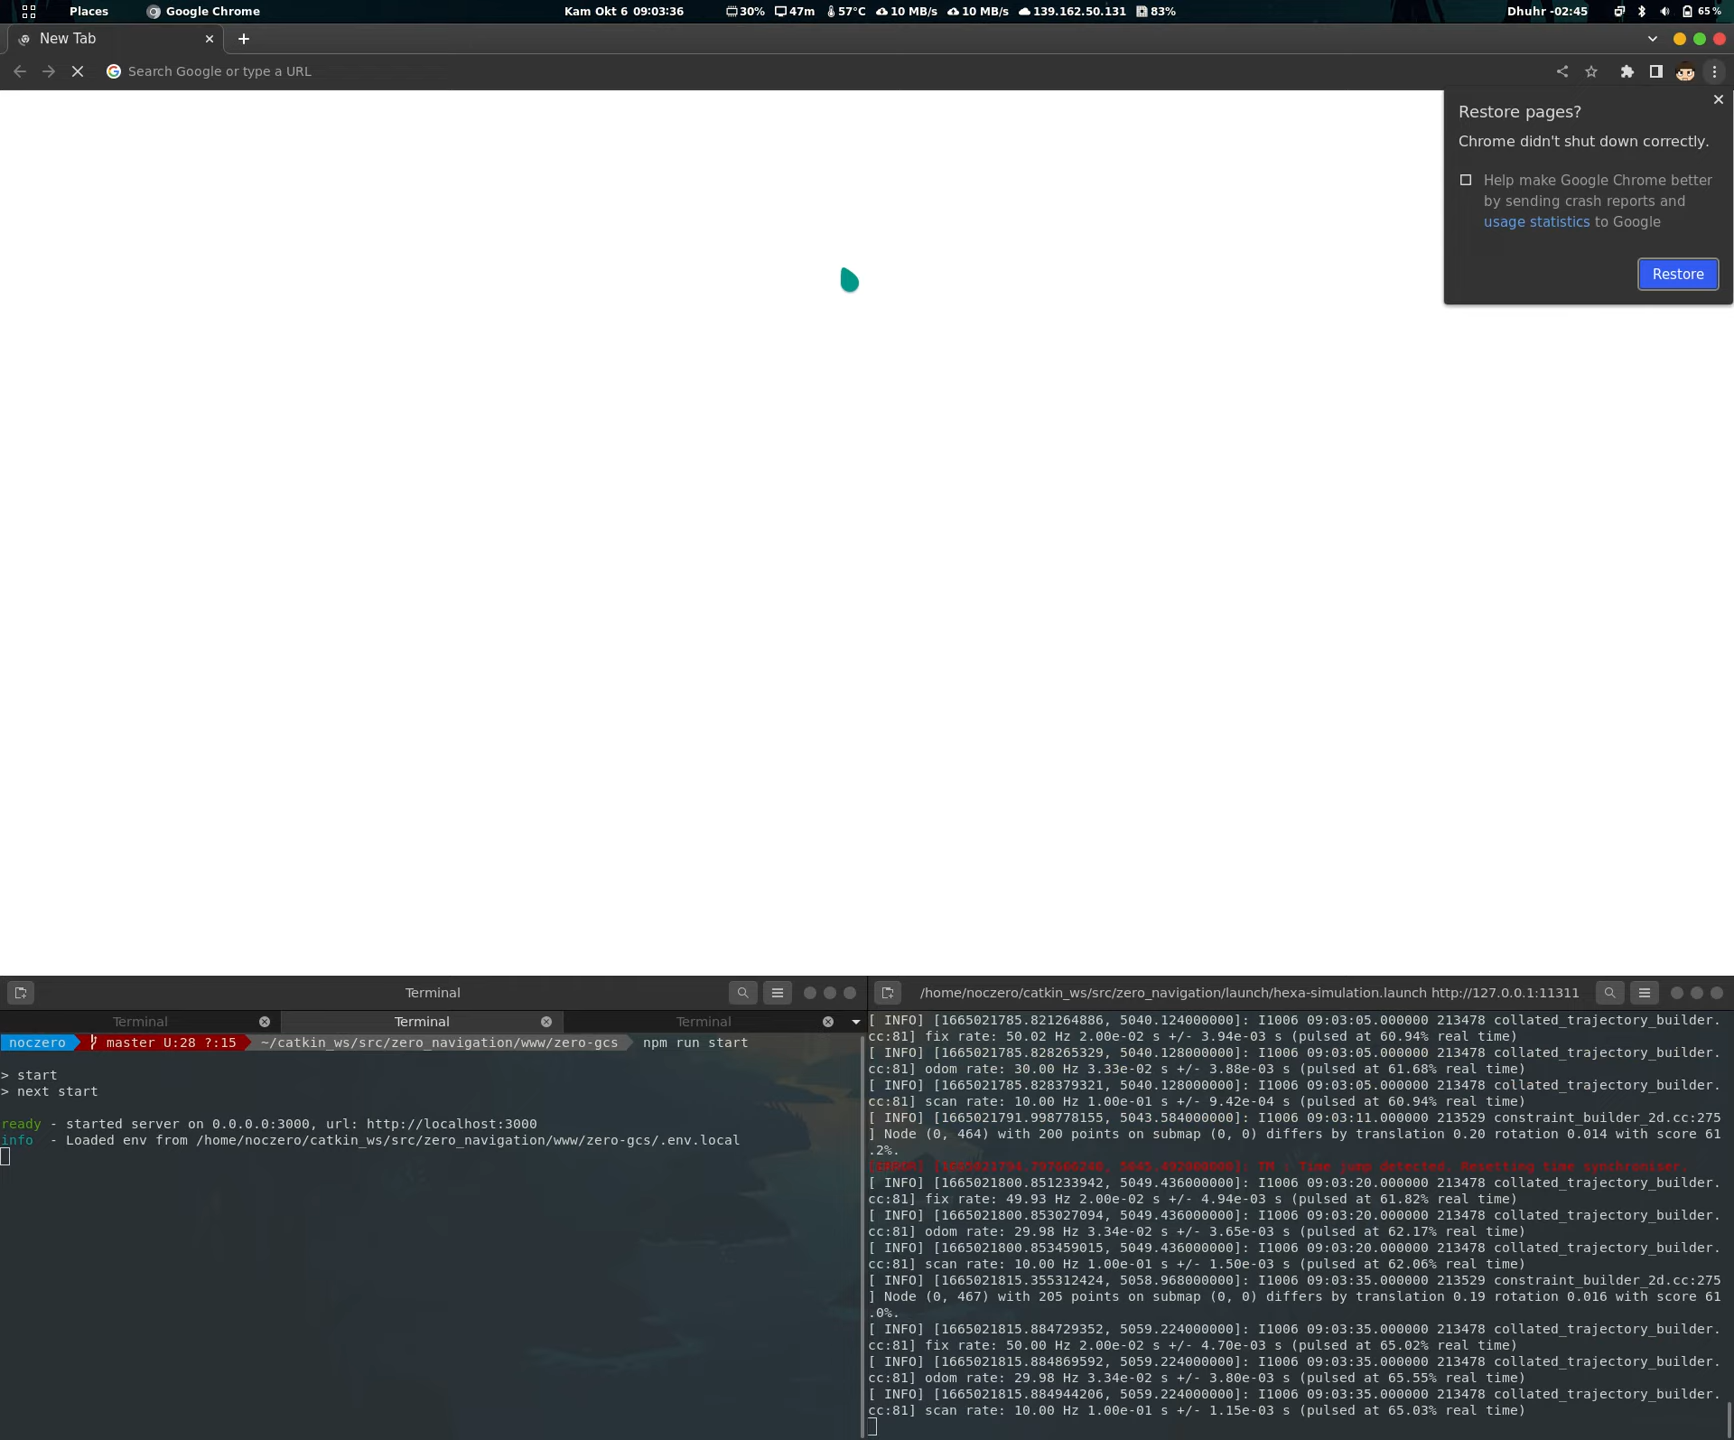 Places Google Chrome Kam Okt 6 09:03:36 30% 47m 57°C 10 MB/s 10 MB/s 139.162.50.131 83% Dhuhr -02:45 65 %
New Tab
Search Google or type a URL
Restore pages?
Chrome didn't shut down correctly.
Help make Google Chrome better
by sending crash reports and
usage statistics to Google
Restore
Terminal
Terminal Terminal Terminal
noczero master U:28 ?:15 ~/catkin_ws/src/zero_navigation/www/zero-gcs npm run start
> start
> next start
ready - started server on 0.0.0.0:3000, url: http://localhost:3000
info - Loaded env from /home/noczero/catkin_ws/src/zero_navigation/www/zero-gcs/.env.local
/home/noczero/catkin_ws/src/zero_navigation/launch/hexa-simulation.launch http://127.0.0.1:11311
[ INFO] [1665021785.821264886, 5040.124000000]: I1006 09:03:05.000000 213478 collated_trajectory_builder.
cc:81] fix rate: 50.02 Hz 2.00e-02 s +/- 3.94e-03 s (pulsed at 60.94% real time)
[ INFO] [1665021785.828265329, 5040.128000000]: I1006 09:03:05.000000 213478 collated_trajectory_builder.
cc:81] odom rate: 30.00 Hz 3.33e-02 s +/- 3.88e-03 s (pulsed at 61.68% real time)
[ INFO] [1665021785.828379321, 5040.128000000]: I1006 09:03:05.000000 213478 collated_trajectory_builder.
cc:81] scan rate: 10.00 Hz 1.00e-01 s +/- 9.42e-04 s (pulsed at 60.94% real time)
[ INFO] [1665021791.998778155, 5043.584000000]: I1006 09:03:11.000000 213529 constraint_builder_2d.cc:275
] Node (0, 464) with 200 points on submap (0, 0) differs by translation 0.20 rotation 0.014 with score 61
.2%.
[ERROR] [1665021794.797666240, 5045.492000000]: TM : Time jump detected. Resetting time synchroniser.
[ INFO] [1665021800.851233942, 5049.436000000]: I1006 09:03:20.000000 213478 collated_trajectory_builder.
cc:81] fix rate: 49.93 Hz 2.00e-02 s +/- 4.94e-03 s (pulsed at 61.82% real time)
[ INFO] [1665021800.853027094, 5049.436000000]: I1006 09:03:20.000000 213478 collated_trajectory_builder.
cc:81] odom rate: 29.98 Hz 3.34e-02 s +/- 3.65e-03 s (pulsed at 62.17% real time)
[ INFO] [1665021800.853459015, 5049.436000000]: I1006 09:03:20.000000 213478 collated_trajectory_builder.
cc:81] scan rate: 10.00 Hz 1.00e-01 s +/- 1.50e-03 s (pulsed at 62.06% real time)
[ INFO] [1665021815.355312424, 5058.968000000]: I1006 09:03:35.000000 213529 constraint_builder_2d.cc:275
] Node (0, 467) with 205 points on submap (0, 0) differs by translation 0.19 rotation 0.016 with score 61
.0%.
[ INFO] [1665021815.884729352, 5059.224000000]: I1006 09:03:35.000000 213478 collated_trajectory_builder.
cc:81] fix rate: 50.00 Hz 2.00e-02 s +/- 4.70e-03 s (pulsed at 65.02% real time)
[ INFO] [1665021815.884869592, 5059.224000000]: I1006 09:03:35.000000 213478 collated_trajectory_builder.
cc:81] odom rate: 29.98 Hz 3.34e-02 s +/- 3.80e-03 s (pulsed at 65.55% real time)
[ INFO] [1665021815.884944206, 5059.224000000]: I1006 09:03:35.000000 213478 collated_trajectory_builder.
cc:81] scan rate: 10.00 Hz 1.00e-01 s +/- 1.15e-03 s (pulsed at 65.03% real time)